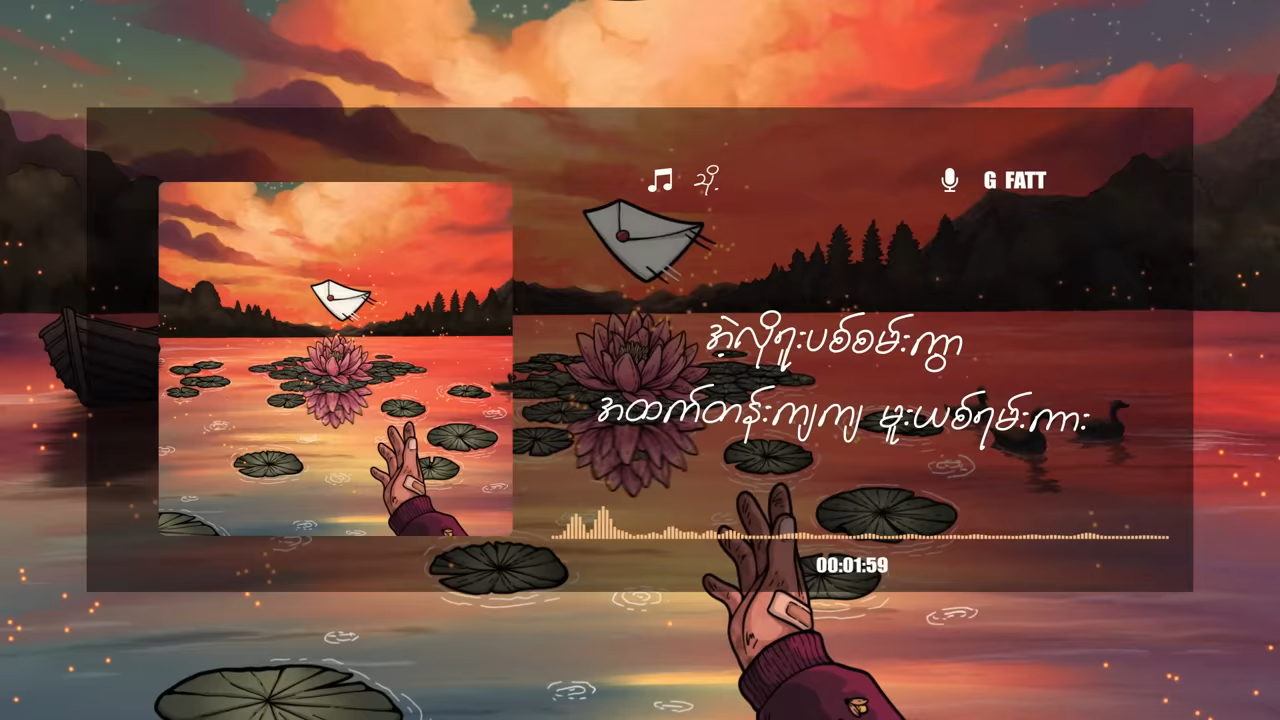 သို့
G FATT
အဲ့လိုရူးပစ်စမ်းကွာ
အထက်တန်းကျကျ မူးယစ်ရမ်းကား
00:01:59